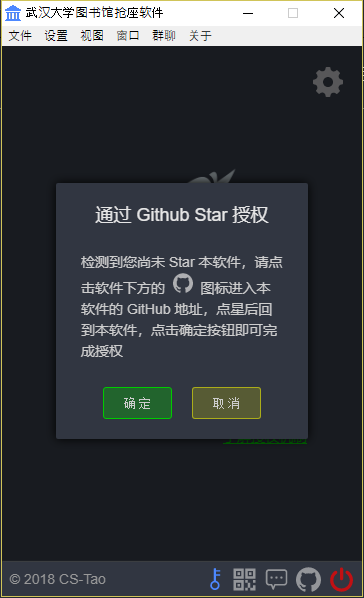 武汉大学图书馆抢座软件
文件 设置 视图 窗口 群聊 关于
通过 Github Star 授权
检测到您尚未 Star 本软件，请点
击软件下方的 图标进入本
软件的 GitHub 地址，点星后回
到本软件，点击确定按钮即可完
成授权
确定 取消
© 2018 CS-Tao